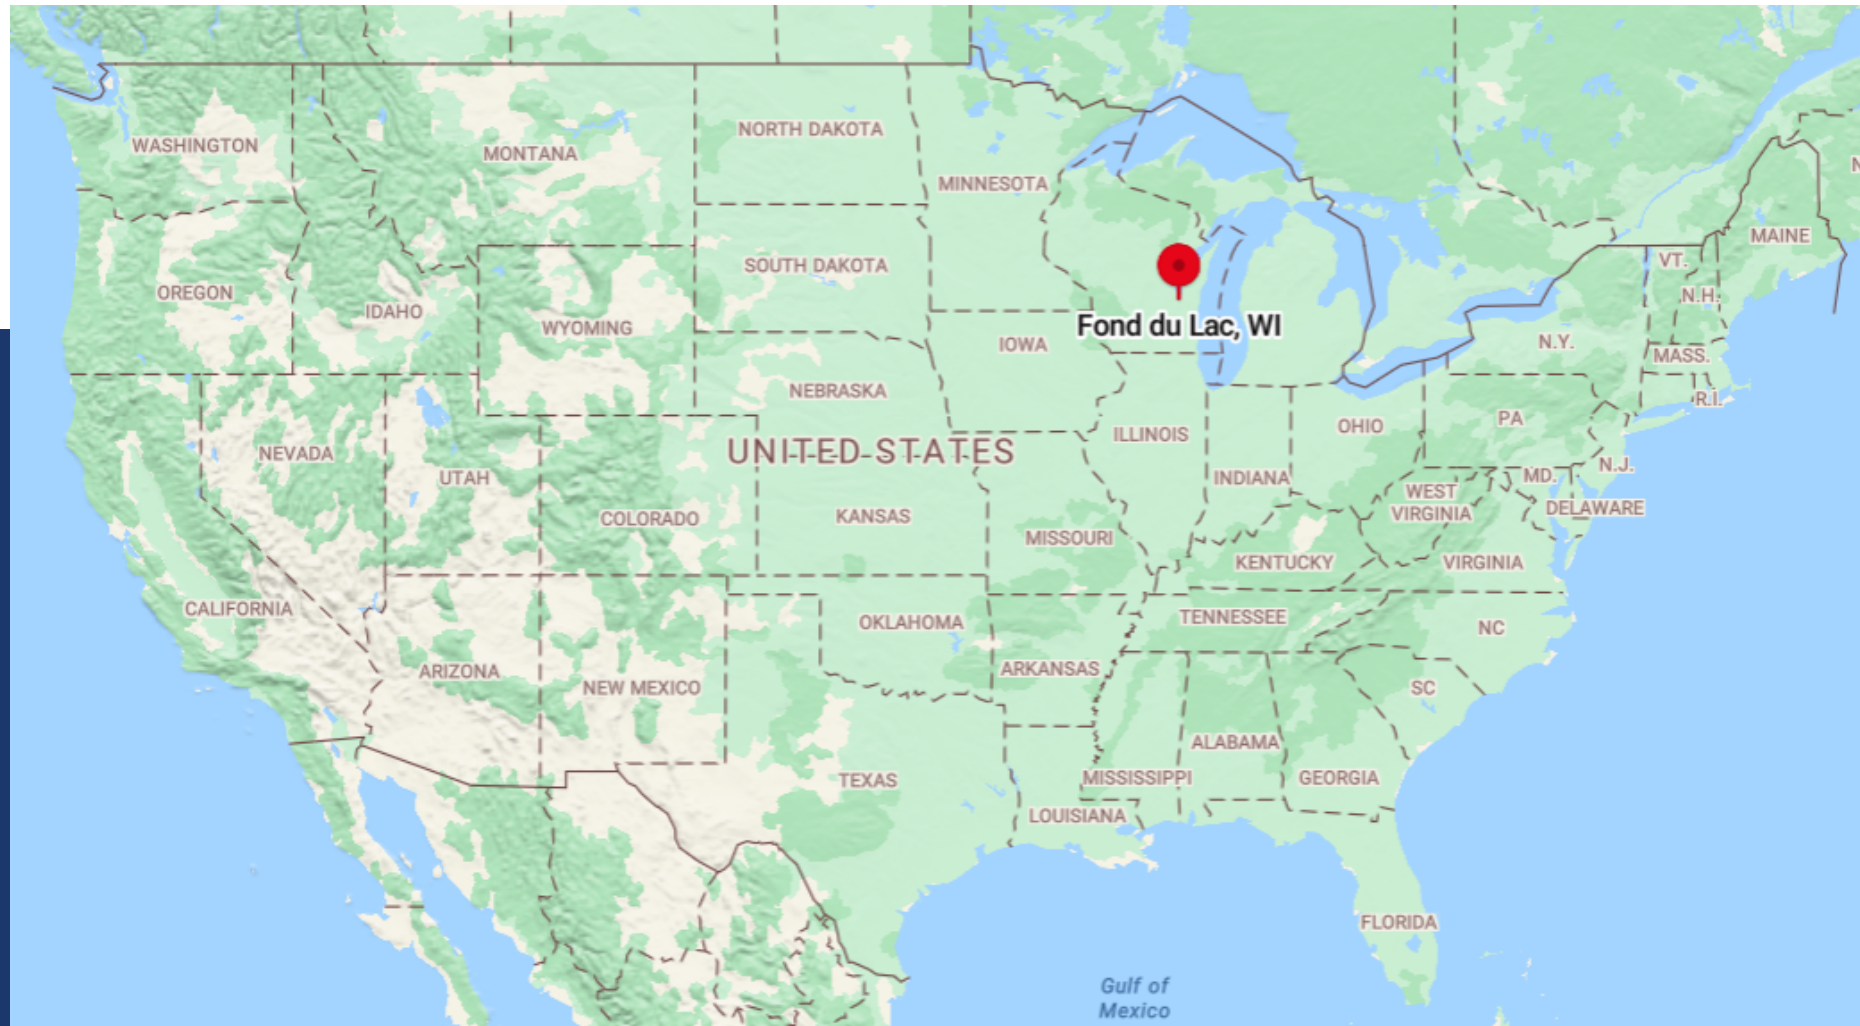 NORTH DAKOTA
WASHINGTON
MONTANA
MINNESOTA
MAINE
VT.
SOUTH DAKOTA
OREGON
N.H.
IDAHO
WYOMING
Fond du Lac, WI
IOWA
N.Y.
MASS.
NEBRASKA
R.I.
PA
OHIO
ILLINOIS
UNITED STATES
NEVADA
N.J.
UTAH
INDIANA
MD.
WEST
VIRGINIA
DELAWARE
COLORADO
KANSAS
MISSOURI
KENTUCKY
VIRGINIA
CALIFORNIA
TENNESSEE
OKLAHOMA
NC
ARKANSAS
ARIZONA
NEW MEXICO
SC
ALABAMA
MISSISSIPPI
GEORGIA
TEXAS
LOUISIANA
FLORIDA
Gulf of
Mexico